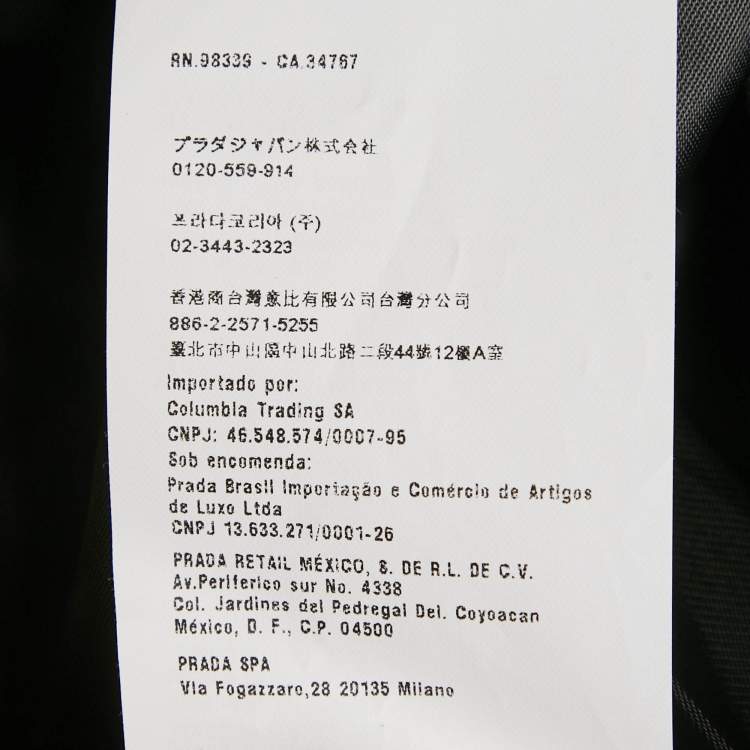 RN.98339 - CA.34767
プラダジャパン株式会社
0120-559-914
프라다코리아 (주)
02-3443-2323
香港商台灣意比有限公司台灣分公司
886-2-2571-5255
臺北市中山區中山北路二段44號12樓A室
Importado por:
Columbia Trading SA
CNPJ: 46.548.574/0007-95
Sob encomenda:
Prada Brasil Importação e Comércio de Artigos
de Luxo Ltda
CNPJ 13.633.271/0001-26
PRADA RETAIL MÉXICO, S. DE R.L. DE C.V.
Av.Periferico sur No. 4338
Col. Jardines del Pedregal Del. Coyoacan
México, D. F., C.P. 04500
PRADA SPA
Via Fogazzaro,28 20135 Milano